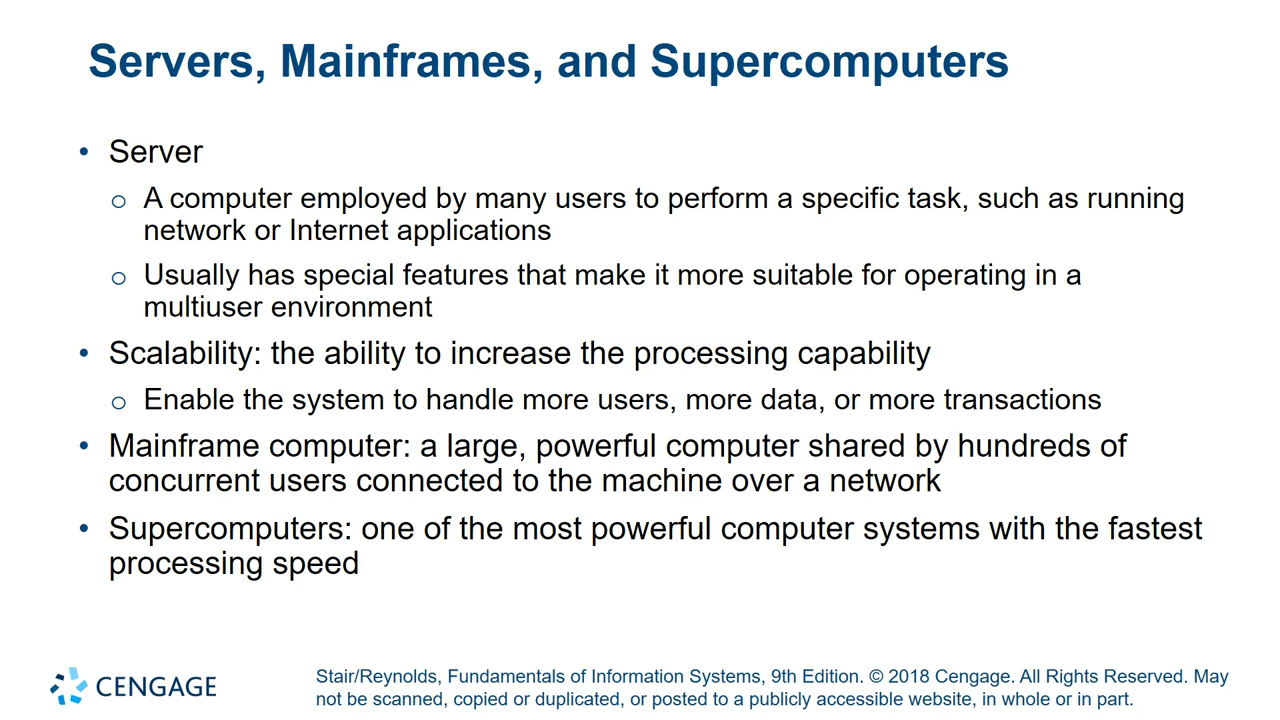 Servers, Mainframes, and Supercomputers
• Server
o A computer employed by many users to perform a specific task, such as running
network or Internet applications
o Usually has special features that make it more suitable for operating in a
multiuser environment
• Scalability: the ability to increase the processing capability
o Enable the system to handle more users, more data, or more transactions
• Mainframe computer: a large, powerful computer shared by hundreds of
concurrent users connected to the machine over a network
• Supercomputers: one of the most powerful computer systems with the fastest
processing speed
CENGAGE
Stair/Reynolds, Fundamentals of Information Systems, 9th Edition. © 2018 Cengage. All Rights Reserved. May
not be scanned, copied or duplicated, or posted to a publicly accessible website, in whole or in part.